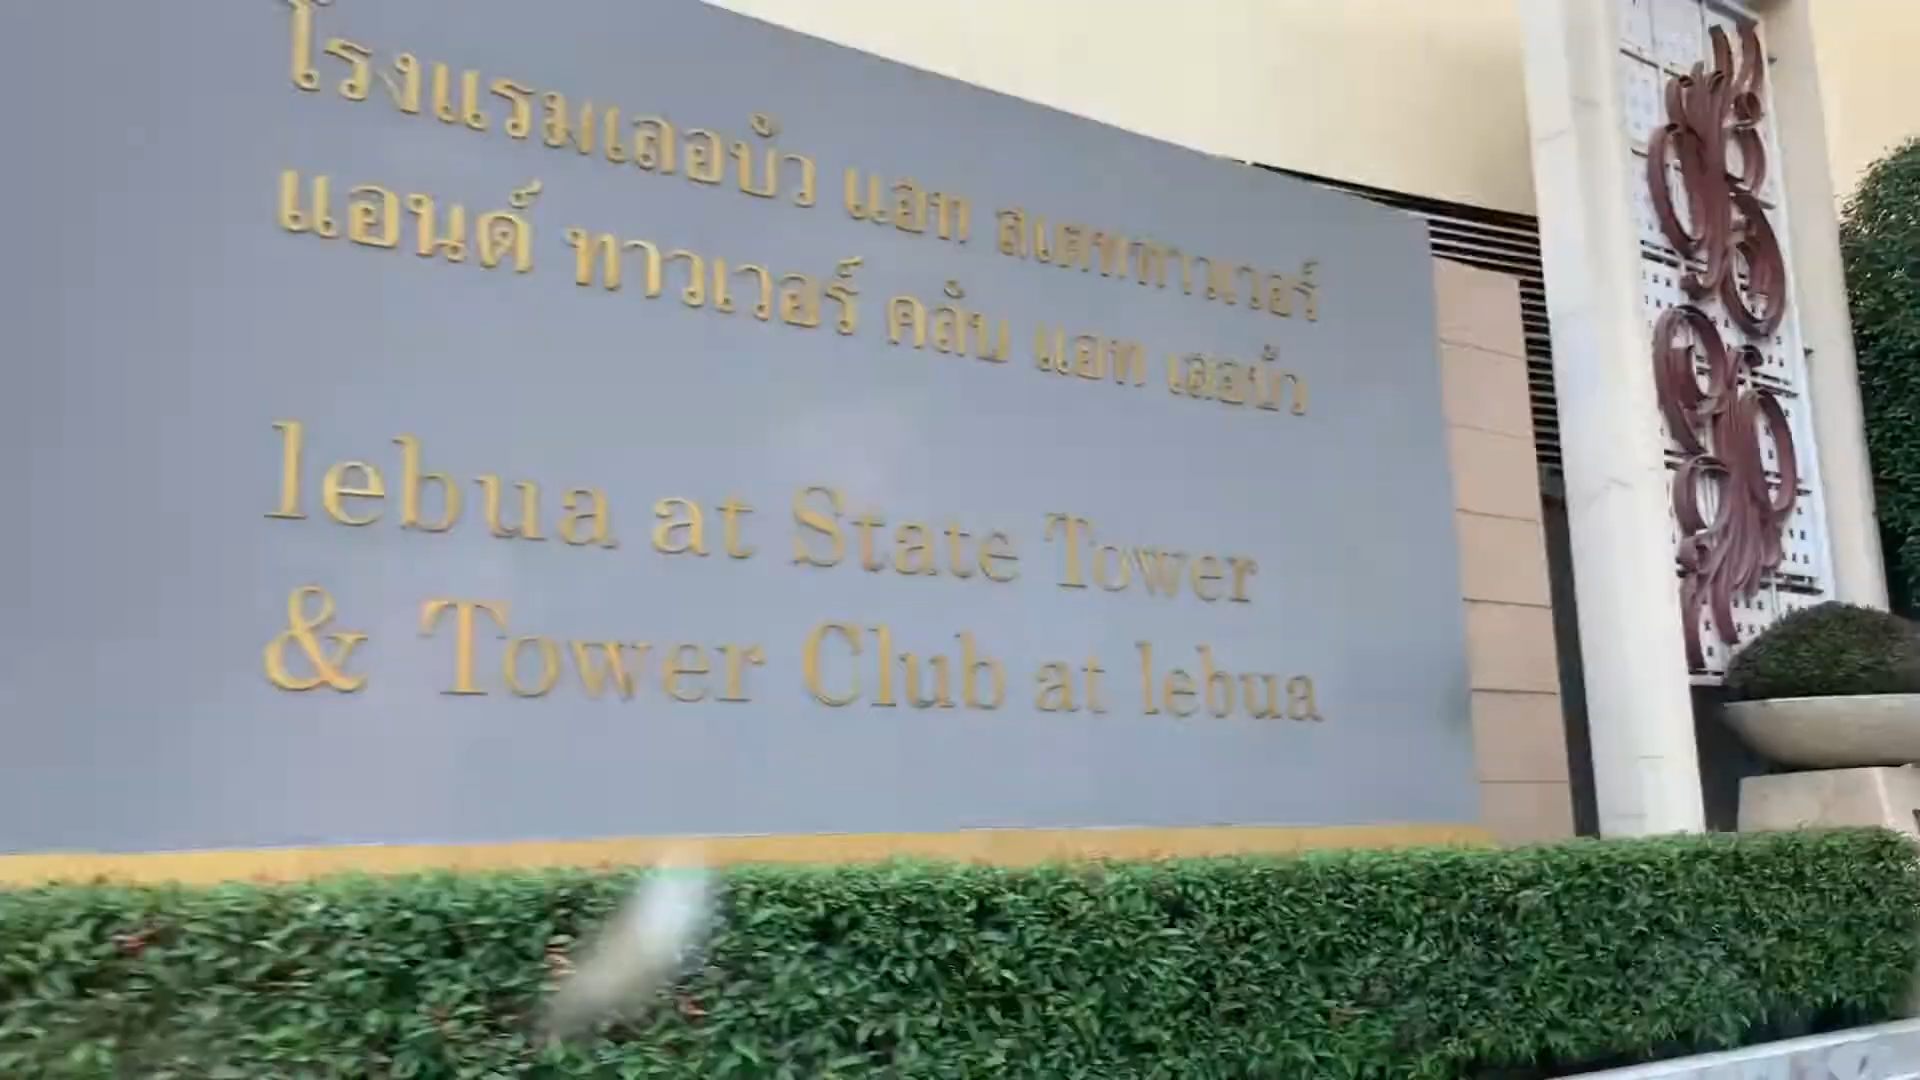 โรงแรมเลอบัว แอท สเตททาวเวอร์
แอนด์ ทาวเวอร์ คลับ แอท เลอบัว
lebua at State Tower
& Tower Club at lebua